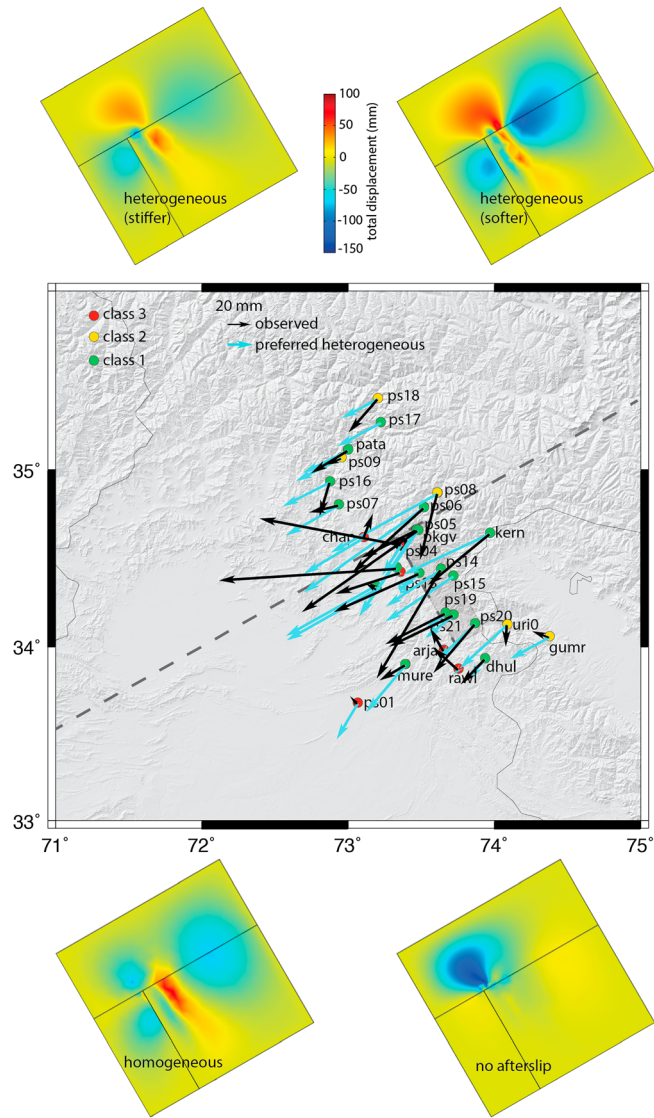 100
50
0
-50
-100
-150
total displacement (mm)
heterogeneous
(stiffer)
heterogeneous
(softer)
class 3
class 2
class 1
20 mm
observed
preferred heterogeneous
ps18
ps17
pata
ps09
ps16
ps07
ps08
ps06
ps05
pkgv
kern
ps04
ps14
ps15
ps19
ps20
uri0
gumr
arja
dhul
rawl
mure
ps01
35°
34°
33°
71°
72°
73°
74°
75°
homogeneous
no afterslip